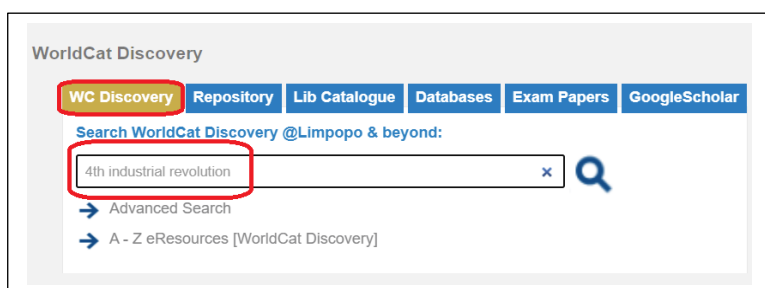 WorldCat Discovery
WC Discovery Repository Lib Catalogue Databases Exam Papers GoogleScholar
Search WorldCat Discovery @Limpopo & beyond:
4th industrial revolution ×
Advanced Search
A - Z eResources [WorldCat Discovery]